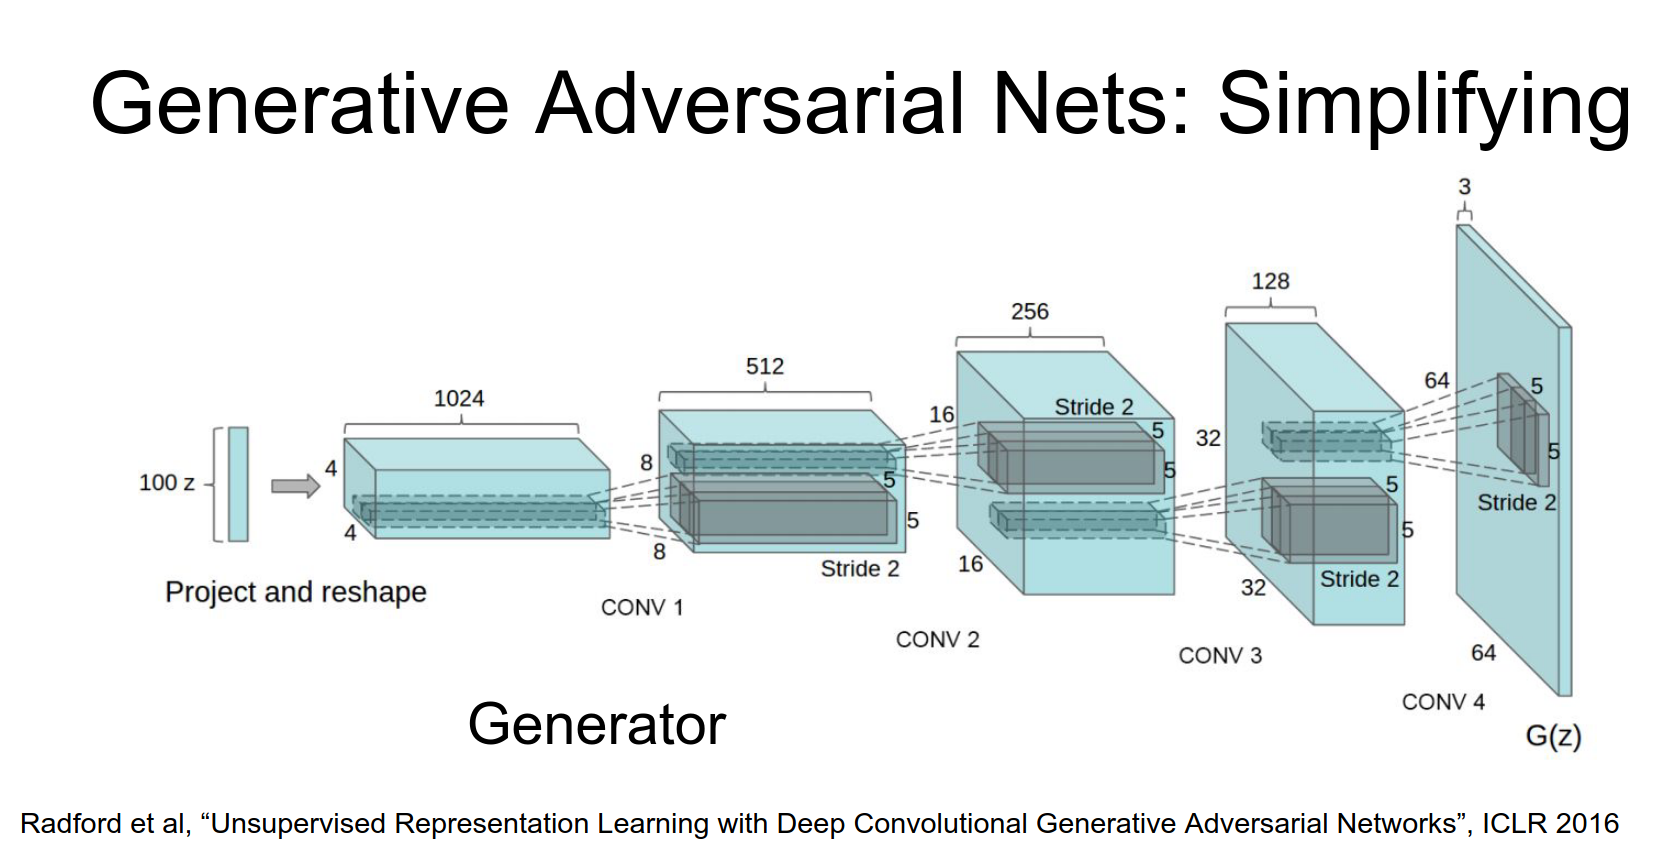 Generative Adversarial Nets: Simplifying
3
128
256
512
1024
64
5
5
Stride 2
16
Stride 2
5
5
32
8
5
5
4
100 z
4
8
Stride 2
16
5
5
Stride 2
32
64
Project and reshape
CONV 1
CONV 2
CONV 3
CONV 4
Generator
G(z)
Radford et al, “Unsupervised Representation Learning with Deep Convolutional Generative Adversarial Networks”, ICLR 2016